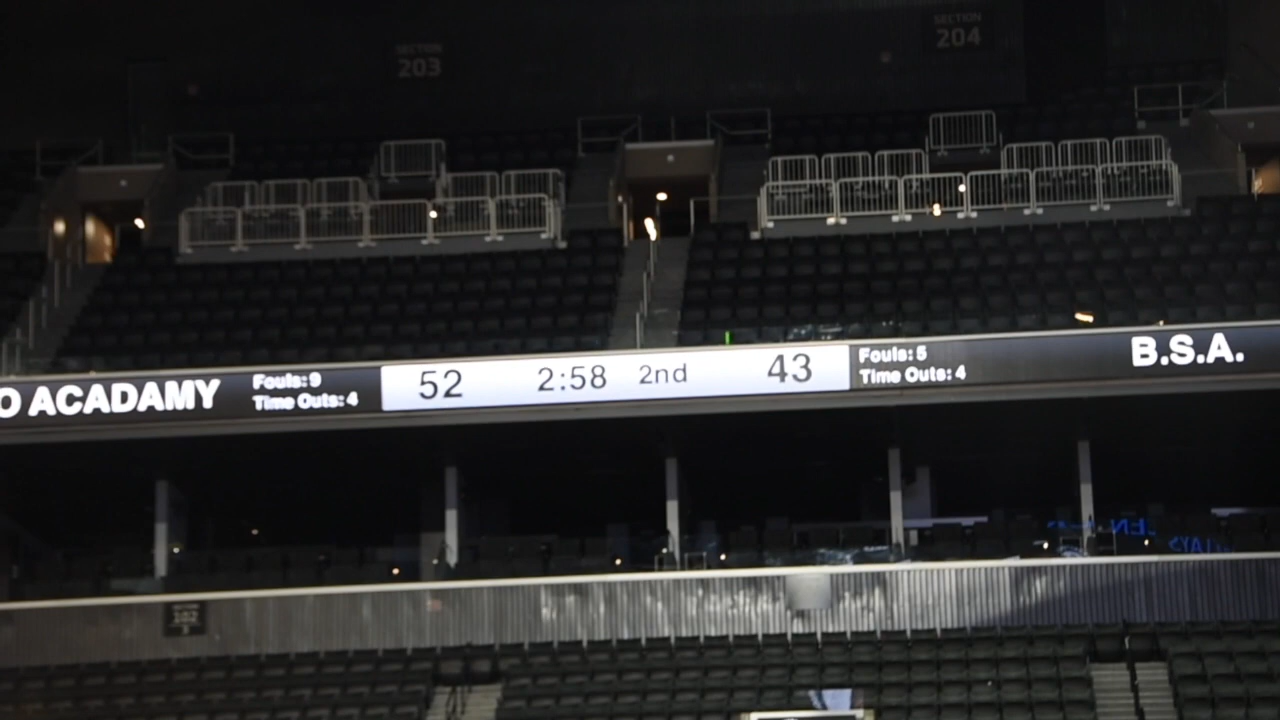 SECTION
203
SECTION
204
O ACADAMY
Fouls: 9
Time Outs: 4
52 2:58 2nd 43
Fouls: 5
Time Outs: 4
B.S.A.